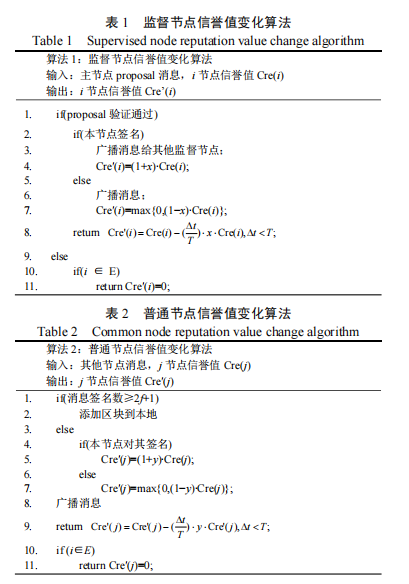 表 1 监督节点信誉值变化算法
Table 1 Supervised node reputation value change algorithm
算法 1：监督节点信誉值变化算法
输入：主节点 proposal 消息，i 节点信誉值 Cre(i)
输出：i 节点信誉值 Cre’(i)
1. if(proposal 验证通过)
2. if(本节点签名)
3. 广播消息给其他监督节点；
4. Cre'(i)=(1+x)·Cre(i);
5. else
6. 广播消息；
7. Cre'(i)=max{0,(1−x)·Cre(i)};
8. return Cre'(i)=Cre(i)−(Δt/T)·x·Cre(i),Δt<T;
9. else
10. if(i ∈ E)
11. return Cre'(i)=0;
表 2 普通节点信誉值变化算法
Table 2 Common node reputation value change algorithm
算法 2：普通节点信誉值变化算法
输入：其他节点消息，j 节点信誉值 Cre(j)
输出：j 节点信誉值 Cre'(j)
1. if(消息签名数≥2f+1)
2. 添加区块到本地
3. else
4. if(本节点对其签名)
5. Cre'(j)=(1+y)·Cre(j);
6. else
7. Cre'(j)=max{0,(1−y)·Cre(j)};
8. 广播消息
9. return Cre'(j)=Cre'(j)−(Δt/T)·y·Cre'(j),Δt<T;
10. if(i∈E)
11. return Cre'(j)=0;